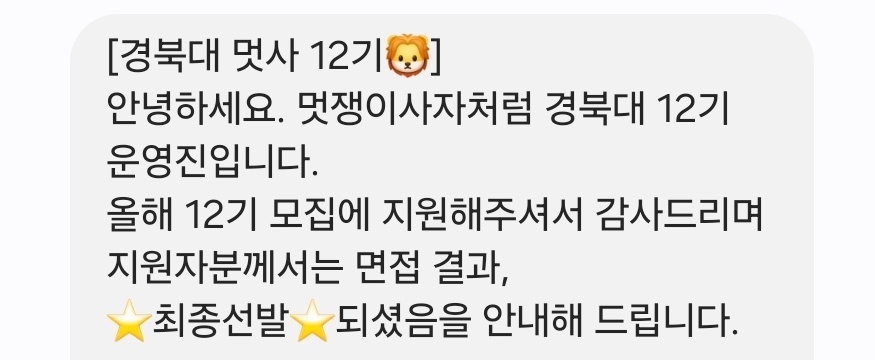 [경북대 멋사 12기🦁]
안녕하세요. 멋쟁이사자처럼 경북대 12기
운영진입니다.
올해 12기 모집에 지원해주셔서 감사드리며
지원자분께서는 면접 결과,
⭐최종선발⭐되셨음을 안내해 드립니다.